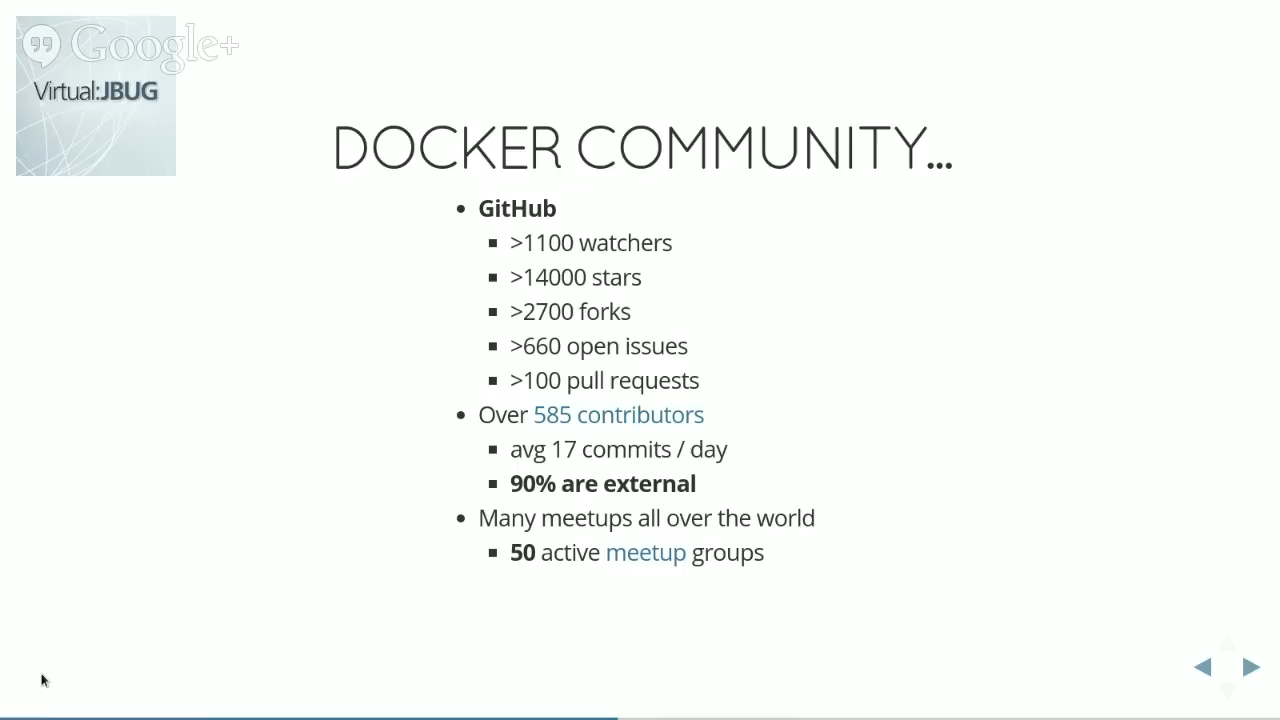 Google+
Virtual:JBUG
DOCKER COMMUNITY...
GitHub
>1100 watchers
>14000 stars
>2700 forks
>660 open issues
>100 pull requests
Over 585 contributors
avg 17 commits / day
90% are external
Many meetups all over the world
50 active meetup groups